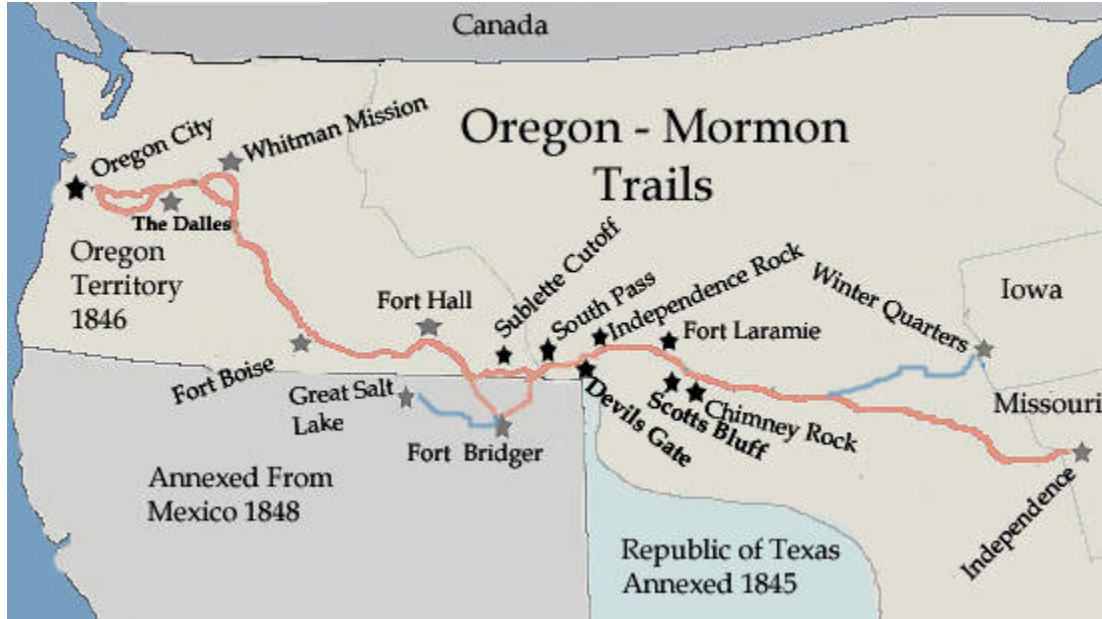 Canada
Oregon - Mormon
Trails
Oregon City
Whitman Mission
The Dalles
Oregon
Territory
1846
Fort Hall
Sublette Cutoff
South Pass
Independence Rock
Fort Laramie
Winter Quarters
Iowa
Fort Boise
Great Salt
Lake
Fort Bridger
Devils Gate
Scotts Bluff
Chimney Rock
Missouri
Independence
Annexed From
Mexico 1848
Republic of Texas
Annexed 1845